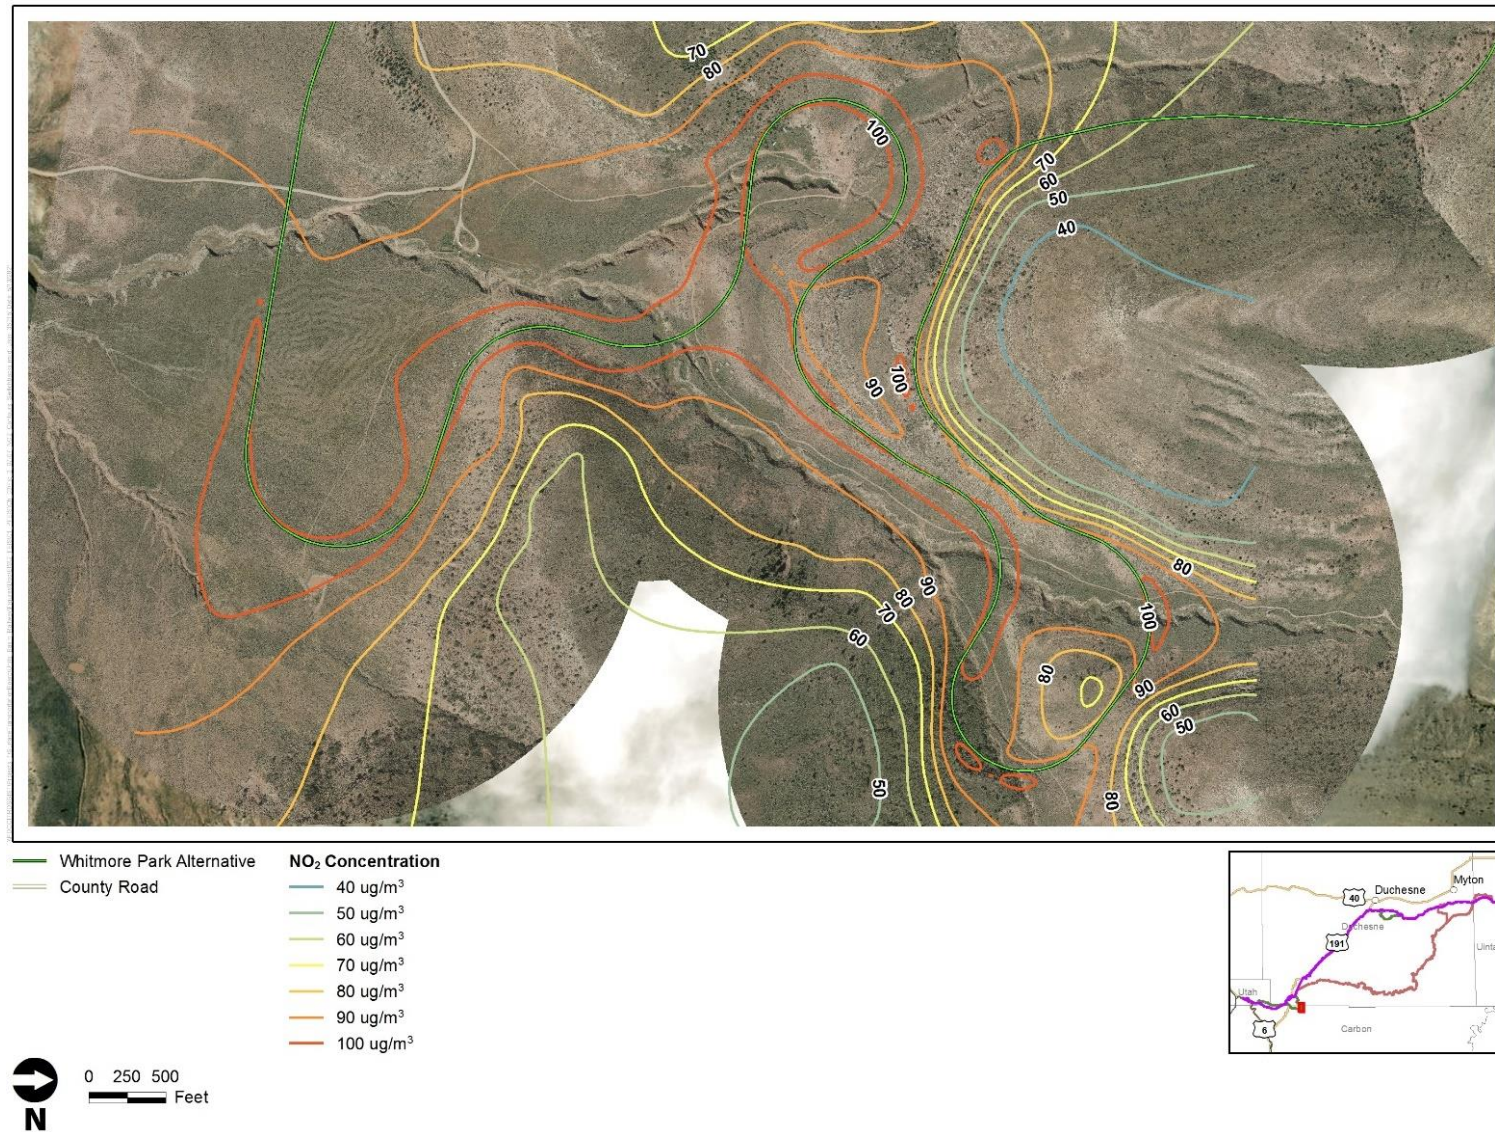 70
80
100
70
60
50
40
90
100
80
90
80
70
60
100
80
90
60
50
50
80
Whitmore Park Alternative
County Road
NO₂ Concentration
40 ug/m³
50 ug/m³
60 ug/m³
70 ug/m³
80 ug/m³
90 ug/m³
100 ug/m³
0 250 500
Feet
N
Myton
Duchesne
40
Duchesne
191
Uinta
Utah
6
Carbon